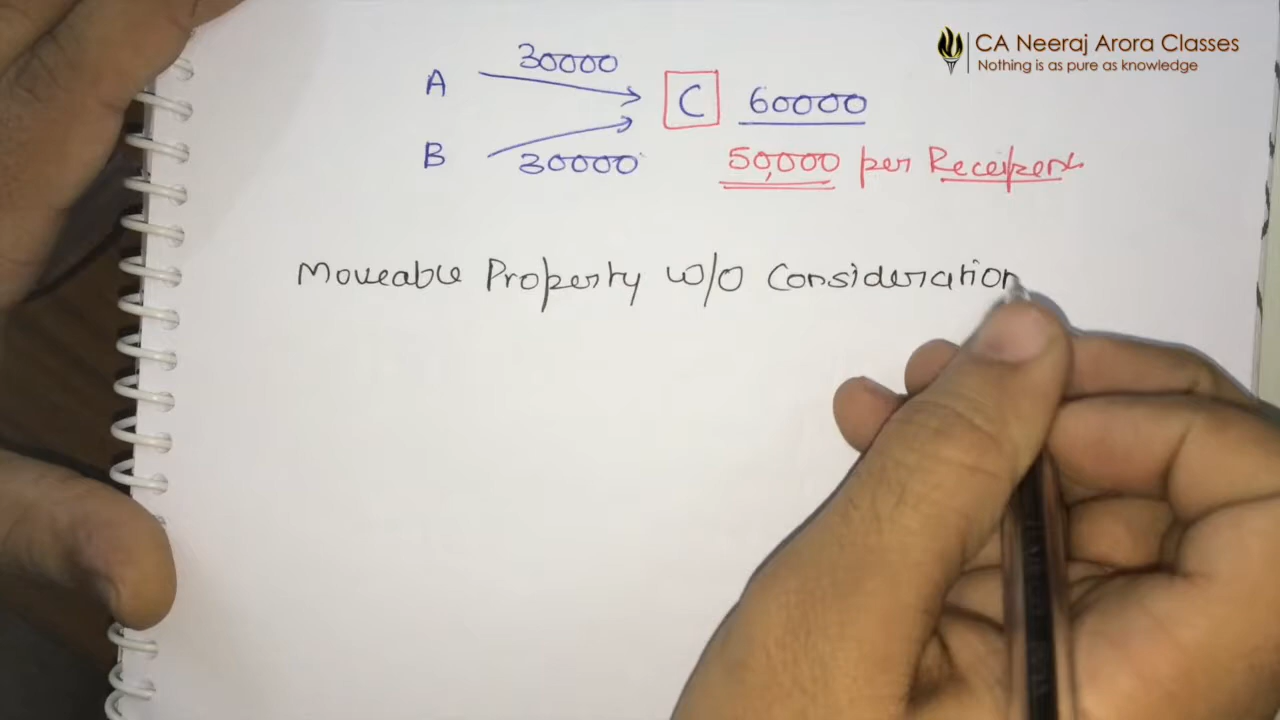 CA Neeraj Arora Classes
Nothing is as pure as knowledge
A 30000 C 60000
B 30000 50,000 per Receipent
Moveable Property w/o Consideration